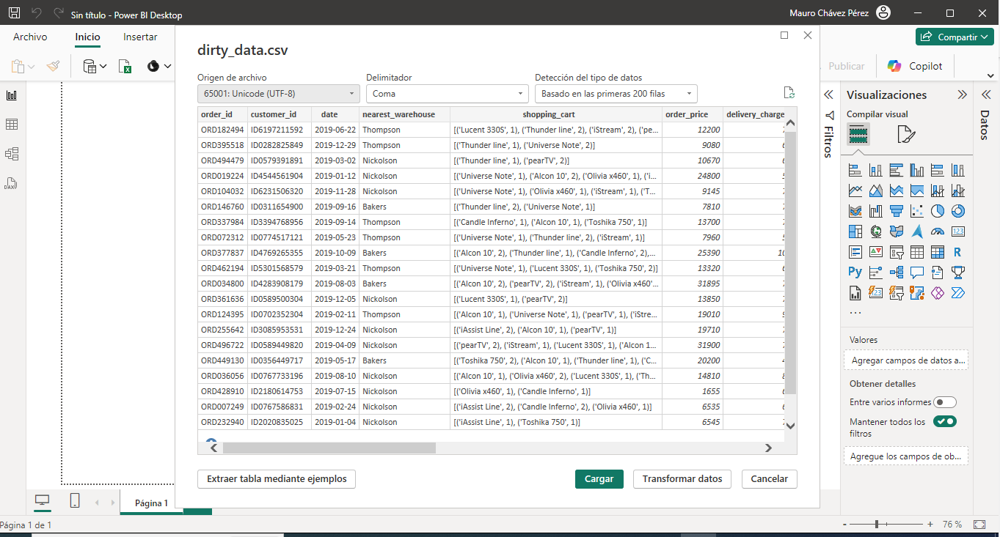 Sin título - Power BI Desktop
Mauro Chávez Pérez
Archivo Inicio Insertar
Compartir
Publicar
Copilot
dirty_data.csv
Origen de archivo Delimitador Detección del tipo de datos
65001: Unicode (UTF-8) Coma Basado en las primeras 200 filas
order_id customer_id date nearest_warehouse shopping_cart order_price delivery_charge
ORD182494 ID6197211592 2019-06-22 Thompson [('Lucent 330S', 1), ('Thunder line', 2), ('iStream', 2), ('pe... 12200
ORD395518 ID0282825849 2019-12-29 Thompson [('Thunder line', 1), ('Universe Note', 2)] 9080
ORD494479 ID0579391891 2019-03-02 Nickolson [('Thunder line', 1), ('pearTV', 2)] 10670
ORD019224 ID4544561904 2019-01-12 Nickolson [('Universe Note', 1), ('Alcon 10', 2), ('Olivia x460', 1), ('i... 24800
ORD104032 ID6231506320 2019-11-28 Nickolson [('Universe Note', 1), ('Olivia x460', 1), ('iStream', 1), ('T... 9145
ORD146760 ID0311654900 2019-09-16 Bakers [('Thunder line', 2), ('Universe Note', 1)] 7810
ORD337984 ID3394768956 2019-09-14 Thompson [('Candle Inferno', 1), ('Alcon 10', 1), ('Toshika 750', 1)] 13700
ORD072312 ID0774517121 2019-05-23 Thompson [('Universe Note', 1), ('Thunder line', 2), ('iStream', 1)] 7960
ORD377837 ID4769265355 2019-10-09 Bakers [('Alcon 10', 2), ('Thunder line', 1), ('Candle Inferno', 2),... 25390
ORD462194 ID5301568579 2019-03-21 Thompson [('Universe Note', 1), ('Lucent 330S', 1), ('Toshika 750', 2)] 13320
ORD034800 ID4283908179 2019-08-03 Bakers [('Alcon 10', 2), ('pearTV', 2), ('iStream', 1), ('Olivia x460'... 31895
ORD361636 ID0589500304 2019-12-05 Nickolson [('Lucent 330S', 1), ('pearTV', 2)] 13850
ORD124395 ID0702352304 2019-02-11 Thompson [('Alcon 10', 1), ('Universe Note', 1), ('pearTV', 1), ('iStre... 19010
ORD255642 ID3085953531 2019-12-24 Nickolson [('iAssist Line', 2), ('Alcon 10', 1), ('pearTV', 1)] 19710
ORD496722 ID0589449820 2019-04-09 Nickolson [('pearTV', 2), ('iStream', 1), ('Lucent 330S', 1), ('Alcon 1... 31900
ORD449130 ID0356449717 2019-05-17 Bakers [('Toshika 750', 2), ('Alcon 10', 1), ('Thunder line', 1), ('C... 20200
ORD036056 ID0767733196 2019-08-10 Nickolson [('Alcon 10', 1), ('Olivia x460', 2), ('Lucent 330S', 1), ('Th... 14810
ORD428910 ID2180614753 2019-07-15 Nickolson [('Olivia x460', 1), ('Candle Inferno', 1)] 1655
ORD007249 ID0767586831 2019-02-24 Nickolson [('iAssist Line', 2), ('Candle Inferno', 2), ('Olivia x460', 1)] 6535
ORD232940 ID2020835025 2019-01-04 Nickolson [('iAssist Line', 1), ('Toshika 750', 1)] 6545
Extraer tabla mediante ejemplos Cargar Transformar datos Cancelar
Filtros
Visualizaciones
Compilar visual
DAX
123
R
Py
123
...
Valores
Agregar campos de datos a...
Obtener detalles
Entre varios informes
Mantener todos los
filtros
Agregue los campos de ob...
Datos
Página 1
Página 1 de 1
- + 76 %